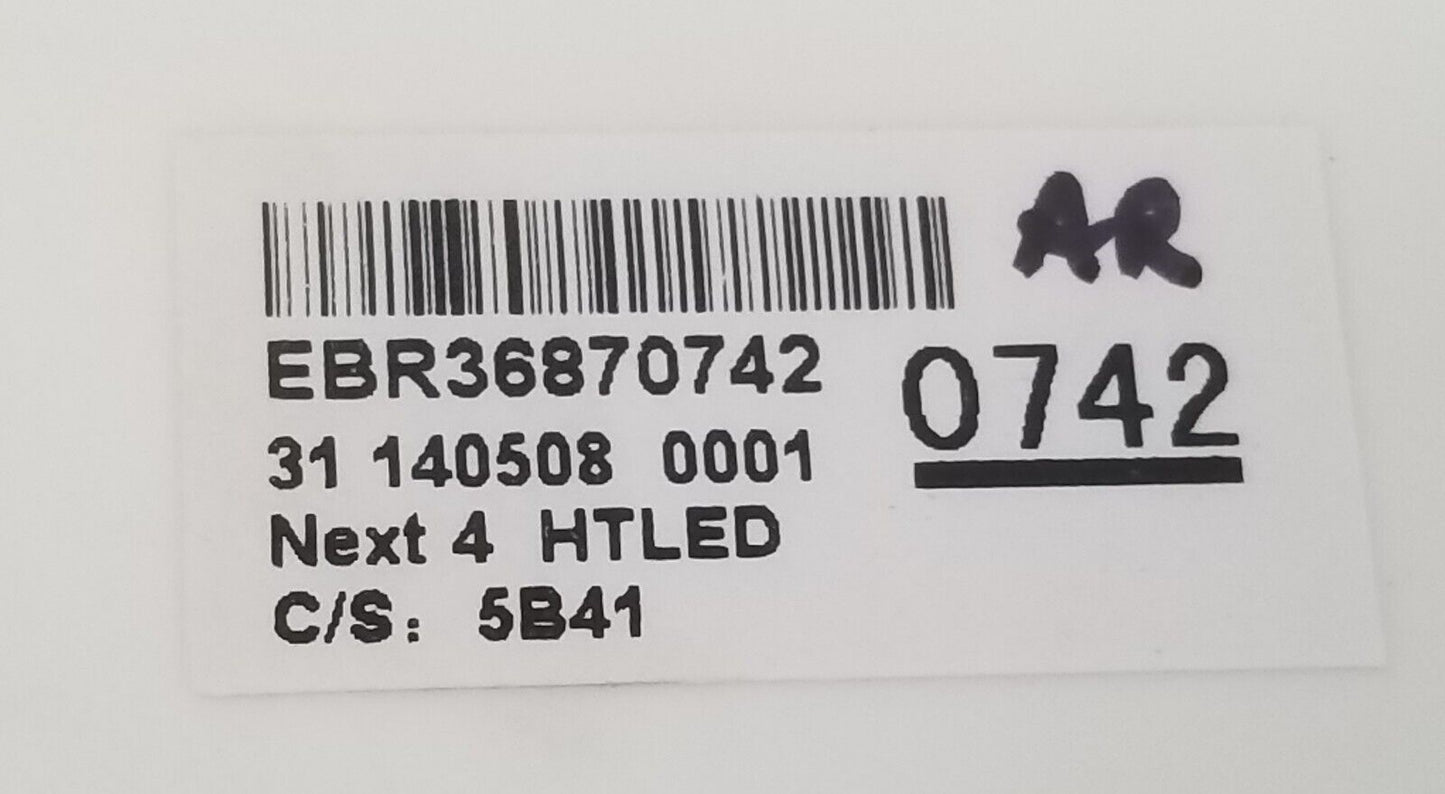 AR
EBR36870742
0742
31 140508 0001
Next 4 HTLED
C/S: 5B41